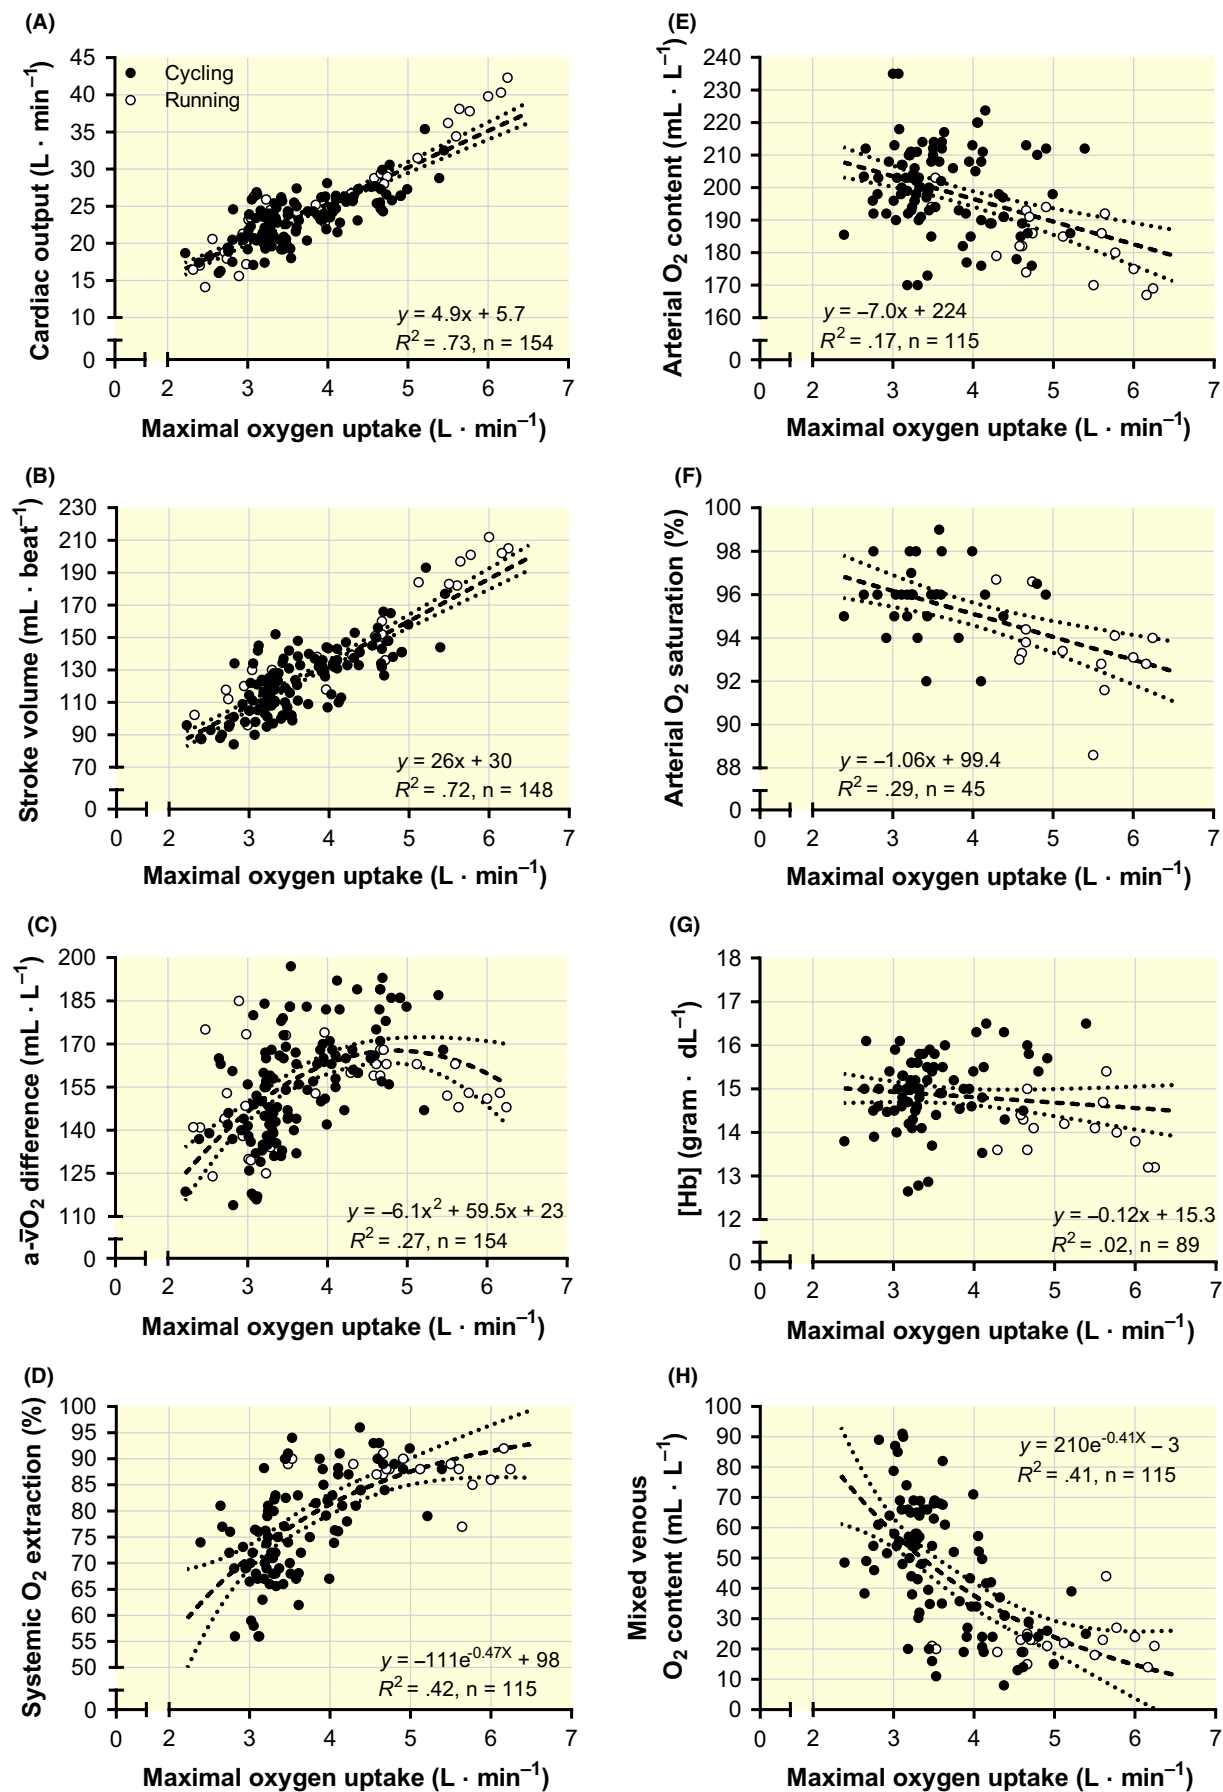 (A)
Cardiac output (L · min⁻¹)
45
40
35
30
25
20
15
10
0
Cycling
Running
y = 4.9x + 5.7
R² = .73, n = 154
0 2 3 4 5 6 7
Maximal oxygen uptake (L · min⁻¹)
(B)
Stroke volume (mL · beat⁻¹)
230
210
190
170
150
130
110
90
70
0
y = 26x + 30
R² = .72, n = 148
0 2 3 4 5 6 7
Maximal oxygen uptake (L · min⁻¹)
(C)
a-v̄O₂ difference (mL · L⁻¹)
200
185
170
155
140
125
110
0
y = −6.1x² + 59.5x + 23
R² = .27, n = 154
0 2 3 4 5 6 7
Maximal oxygen uptake (L · min⁻¹)
(D)
Systemic O₂ extraction (%)
100
95
90
85
80
75
70
65
60
55
50
0
y = −111e⁻⁰·⁴⁷ˣ + 98
R² = .42, n = 115
0 2 3 4 5 6 7
Maximal oxygen uptake (L · min⁻¹)
(E)
Arterial O₂ content (mL · L⁻¹)
240
230
220
210
200
190
180
170
160
0
y = −7.0x + 224
R² = .17, n = 115
0 2 3 4 5 6 7
Maximal oxygen uptake (L · min⁻¹)
(F)
Arterial O₂ saturation (%)
100
98
96
94
92
90
88
0
y = −1.06x + 99.4
R² = .29, n = 45
0 2 3 4 5 6 7
Maximal oxygen uptake (L · min⁻¹)
(G)
[Hb] (gram · dL⁻¹)
18
17
16
15
14
13
12
0
y = −0.12x + 15.3
R² = .02, n = 89
0 2 3 4 5 6 7
Maximal oxygen uptake (L · min⁻¹)
(H)
Mixed venous
O₂ content (mL · L⁻¹)
100
90
80
70
60
50
40
30
20
10
0
y = 210e⁻⁰·⁴¹ˣ − 3
R² = .41, n = 115
0 2 3 4 5 6 7
Maximal oxygen uptake (L · min⁻¹)